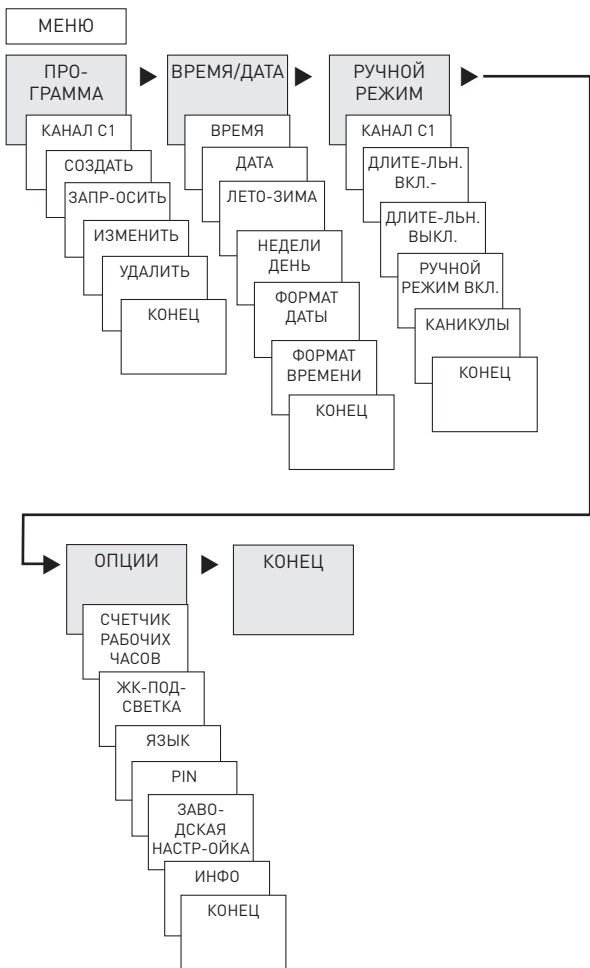 МЕНЮ
ПРО-
ГРАММА
КАНАЛ C1
СОЗДАТЬ
ЗАПР-ОСИТЬ
ИЗМЕНИТЬ
УДАЛИТЬ
КОНЕЦ
ВРЕМЯ/ДАТА
ВРЕМЯ
ДАТА
ЛЕТО-ЗИМА
НЕДЕЛИ
ДЕНЬ
ФОРМАТ
ДАТЫ
ФОРМАТ
ВРЕМЕНИ
КОНЕЦ
РУЧНОЙ
РЕЖИМ
КАНАЛ C1
ДЛИТЕ-ЛЬН.
ВКЛ.-
ДЛИТЕ-ЛЬН.
ВЫКЛ.
РУЧНОЙ
РЕЖИМ ВКЛ.
КАНИКУЛЫ
КОНЕЦ
ОПЦИИ
СЧЕТЧИК
РАБОЧИХ
ЧАСОВ
ЖК-ПОД-
СВЕТКА
ЯЗЫК
PIN
ЗАВО-
ДСКАЯ
НАСТР-ОЙКА
ИНФО
КОНЕЦ
КОНЕЦ